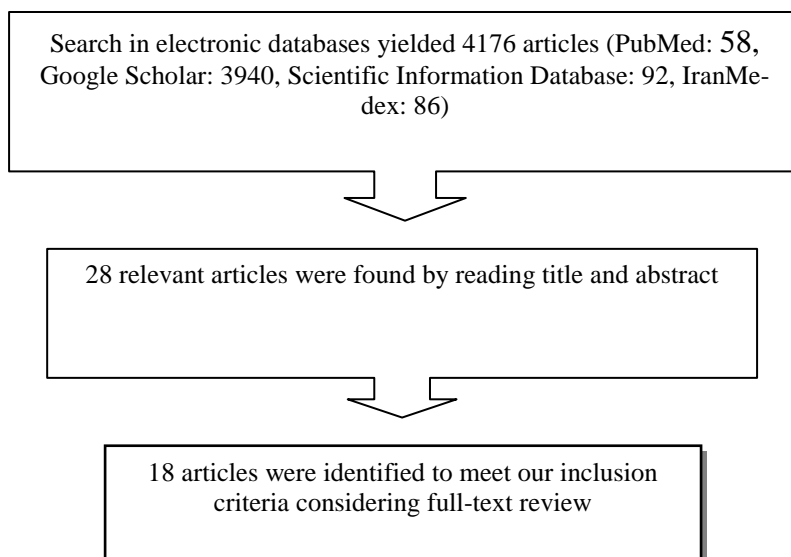 Search in electronic databases yielded 4176 articles (PubMed: 58,
Google Scholar: 3940, Scientific Information Database: 92, IranMe-
dex: 86)
28 relevant articles were found by reading title and abstract
18 articles were identified to meet our inclusion
criteria considering full-text review